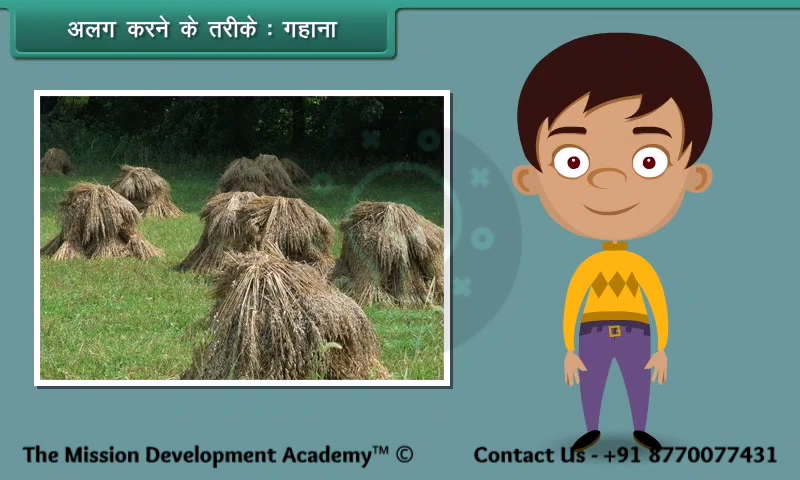 अलग करने के तरीके : गहाना
The Mission Development Academy™ ©
Contact Us - +91 8770077431